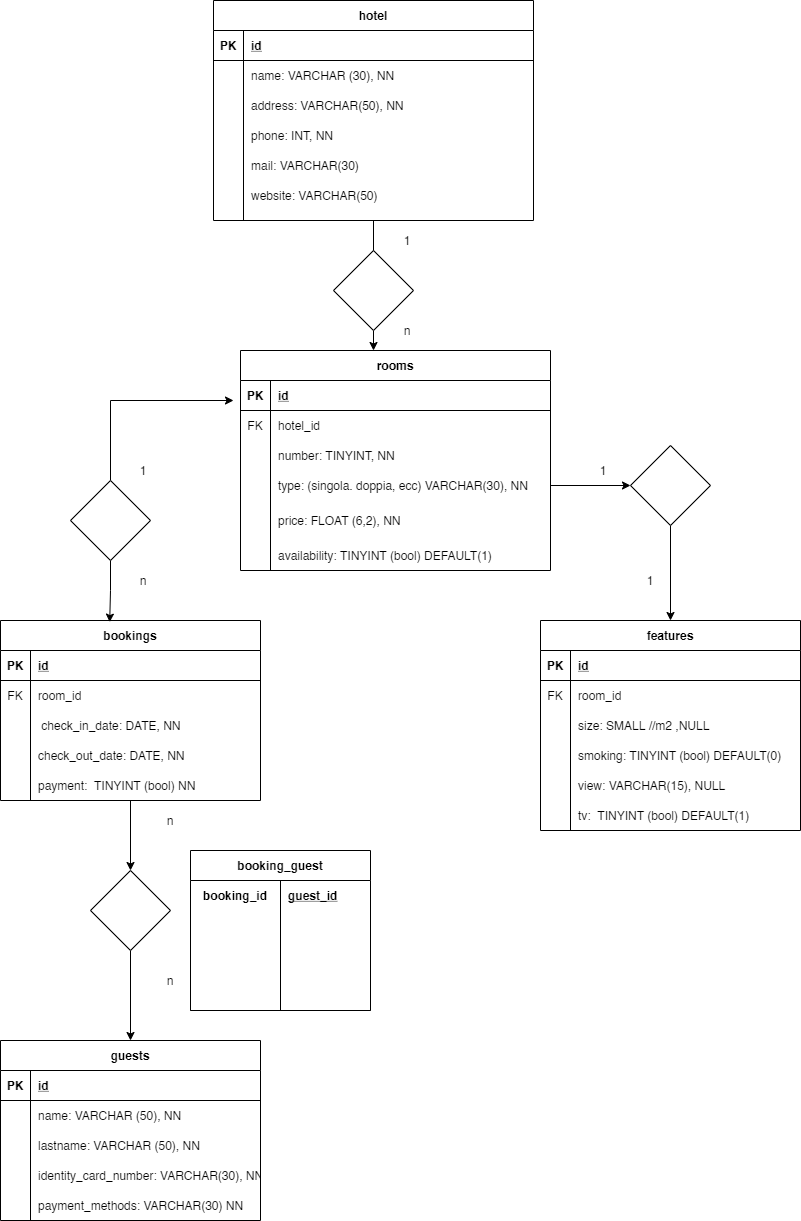 hotel
PK id
name: VARCHAR (30), NN
address: VARCHAR(50), NN
phone: INT, NN
mail: VARCHAR(30)
website: VARCHAR(50)
1
n
rooms
PK id
FK hotel_id
number: TINYINT, NN
type: (singola. doppia, ecc) VARCHAR(30), NN
price: FLOAT (6,2), NN
availability: TINYINT (bool) DEFAULT(1)
1
1
1
n
bookings
PK id
FK room_id
check_in_date: DATE, NN
check_out_date: DATE, NN
payment: TINYINT (bool) NN
features
PK id
FK room_id
size: SMALL //m2 ,NULL
smoking: TINYINT (bool) DEFAULT(0)
view: VARCHAR(15), NULL
tv: TINYINT (bool) DEFAULT(1)
n
n
booking_guest
booking_id guest_id
guests
PK id
name: VARCHAR (50), NN
lastname: VARCHAR (50), NN
identity_card_number: VARCHAR(30), NN
payment_methods: VARCHAR(30) NN